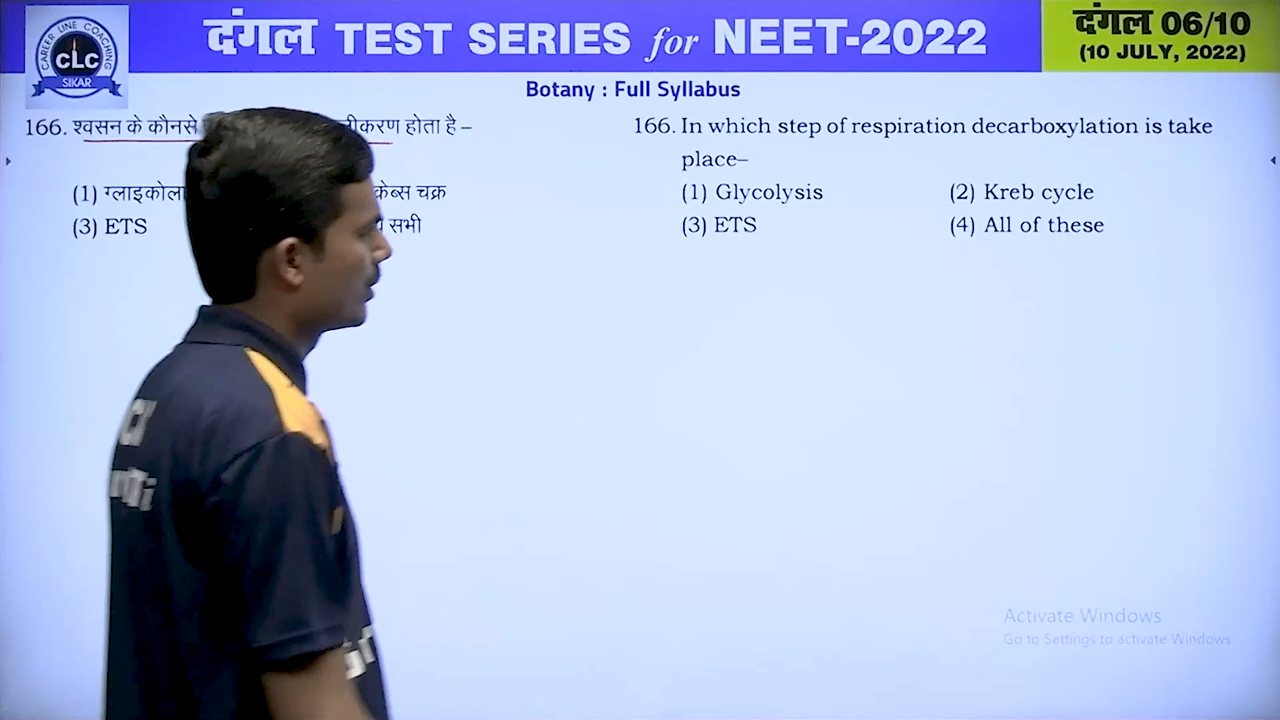 दंगल TEST SERIES for NEET-2022
दंगल 06/10
(10 JULY, 2022)
CAREER LINE COACHING
CLC
SIKAR
Botany : Full Syllabus
166. श्वसन के कौनसे होता है –
(1) (3) ETS
केब्स चक्र
सभी
166. In which step of respiration decarboxylation is take
place–
(1) Glycolysis (2) Kreb cycle
(3) ETS (4) All of these
Activate Windows
Go to Settings to activate Windows.